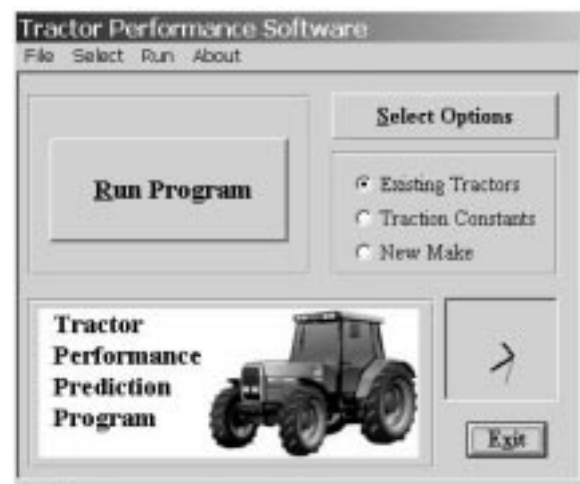 Tractor Performance Software
File Select Run About
Select Options
Run Program
Existing Tractors
Traction Constants
New Make
Tractor
Performance
Prediction
Program
Exit